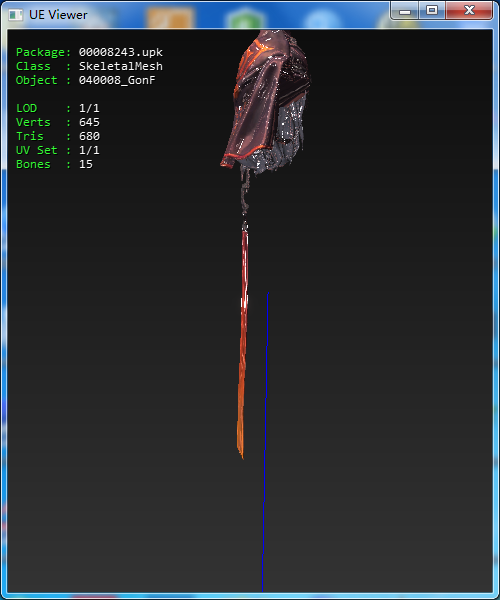 UE Viewer
Package: 00008243.upk
Class  : SkeletalMesh
Object : 040008_GonF
LOD    : 1/1
Verts  : 645
Tris   : 680
UV Set : 1/1
Bones  : 15